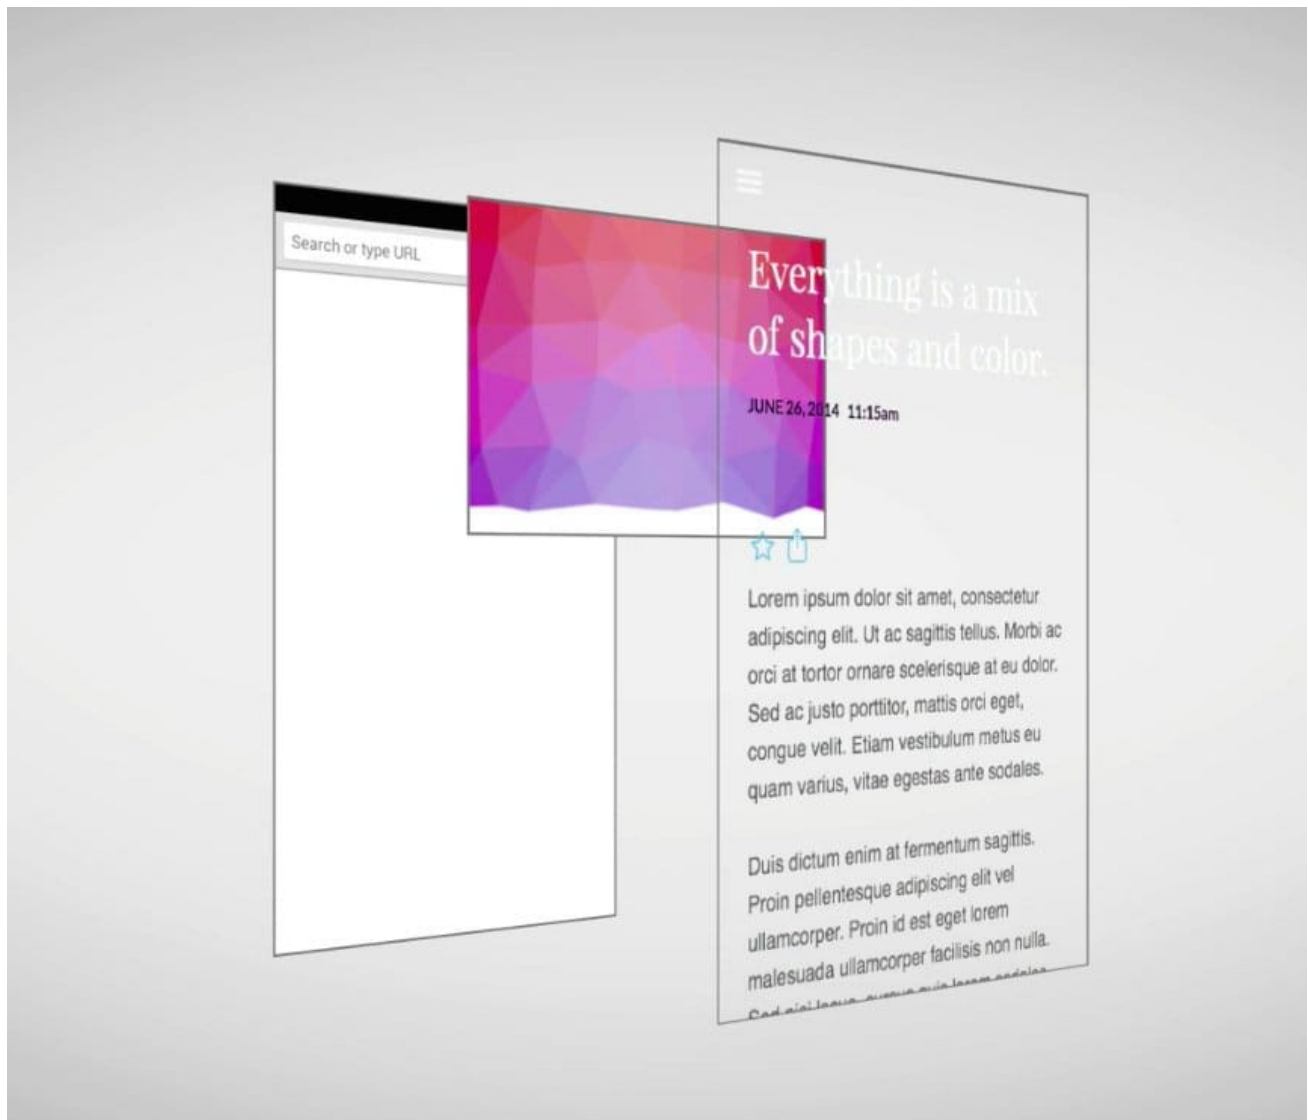 Search or type URL
Everything is a mix
of shapes and color.
JUNE 26, 2014 11:15am
Lorem ipsum dolor sit amet, consectetur
adipiscing elit. Ut ac sagittis tellus. Morbi ac
orci at tortor ornare scelerisque at eu dolor.
Sed ac justo porttitor, mattis orci eget,
congue velit. Etiam vestibulum metus eu
quam varius, vitae egestas ante sodales.
Duis dictum enim at fermentum sagittis.
Proin pellentesque adipiscing elit vel
ullamcorper. Proin id est eget lorem
malesuada ullamcorper facilisis non nulla.